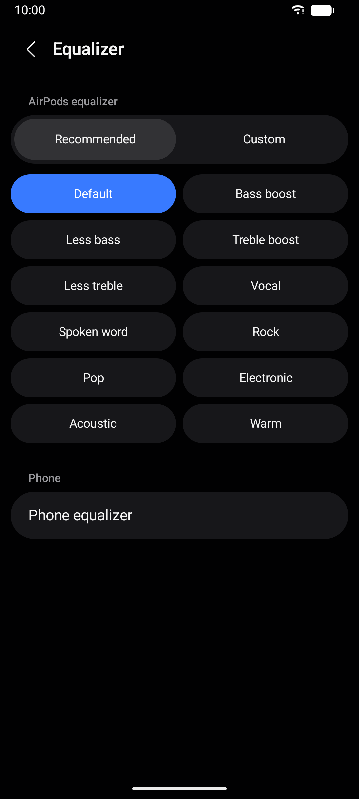 10:00
Equalizer
AirPods equalizer
Recommended
Custom
Default
Bass boost
Less bass
Treble boost
Less treble
Vocal
Spoken word
Rock
Pop
Electronic
Acoustic
Warm
Phone
Phone equalizer